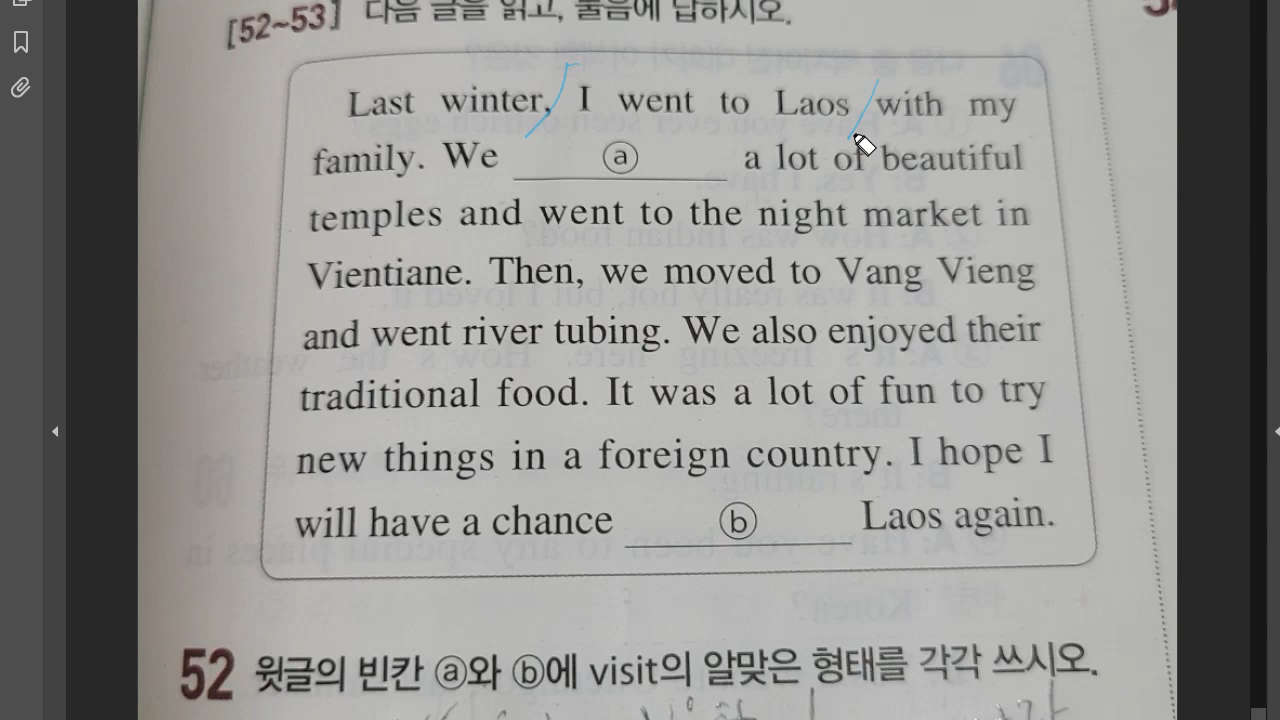 [52~53] 다음 글을 읽고, 물음에 답하시오.
Last winter, I went to Laos with my
family. We ⓐ a lot of beautiful
temples and went to the night market in
Vientiane. Then, we moved to Vang Vieng
and went river tubing. We also enjoyed their
traditional food. It was a lot of fun to try
new things in a foreign country. I hope I
will have a chance ⓑ Laos again.
52 윗글의 빈칸 ⓐ와 ⓑ에 visit의 알맞은 형태를 각각 쓰시오.